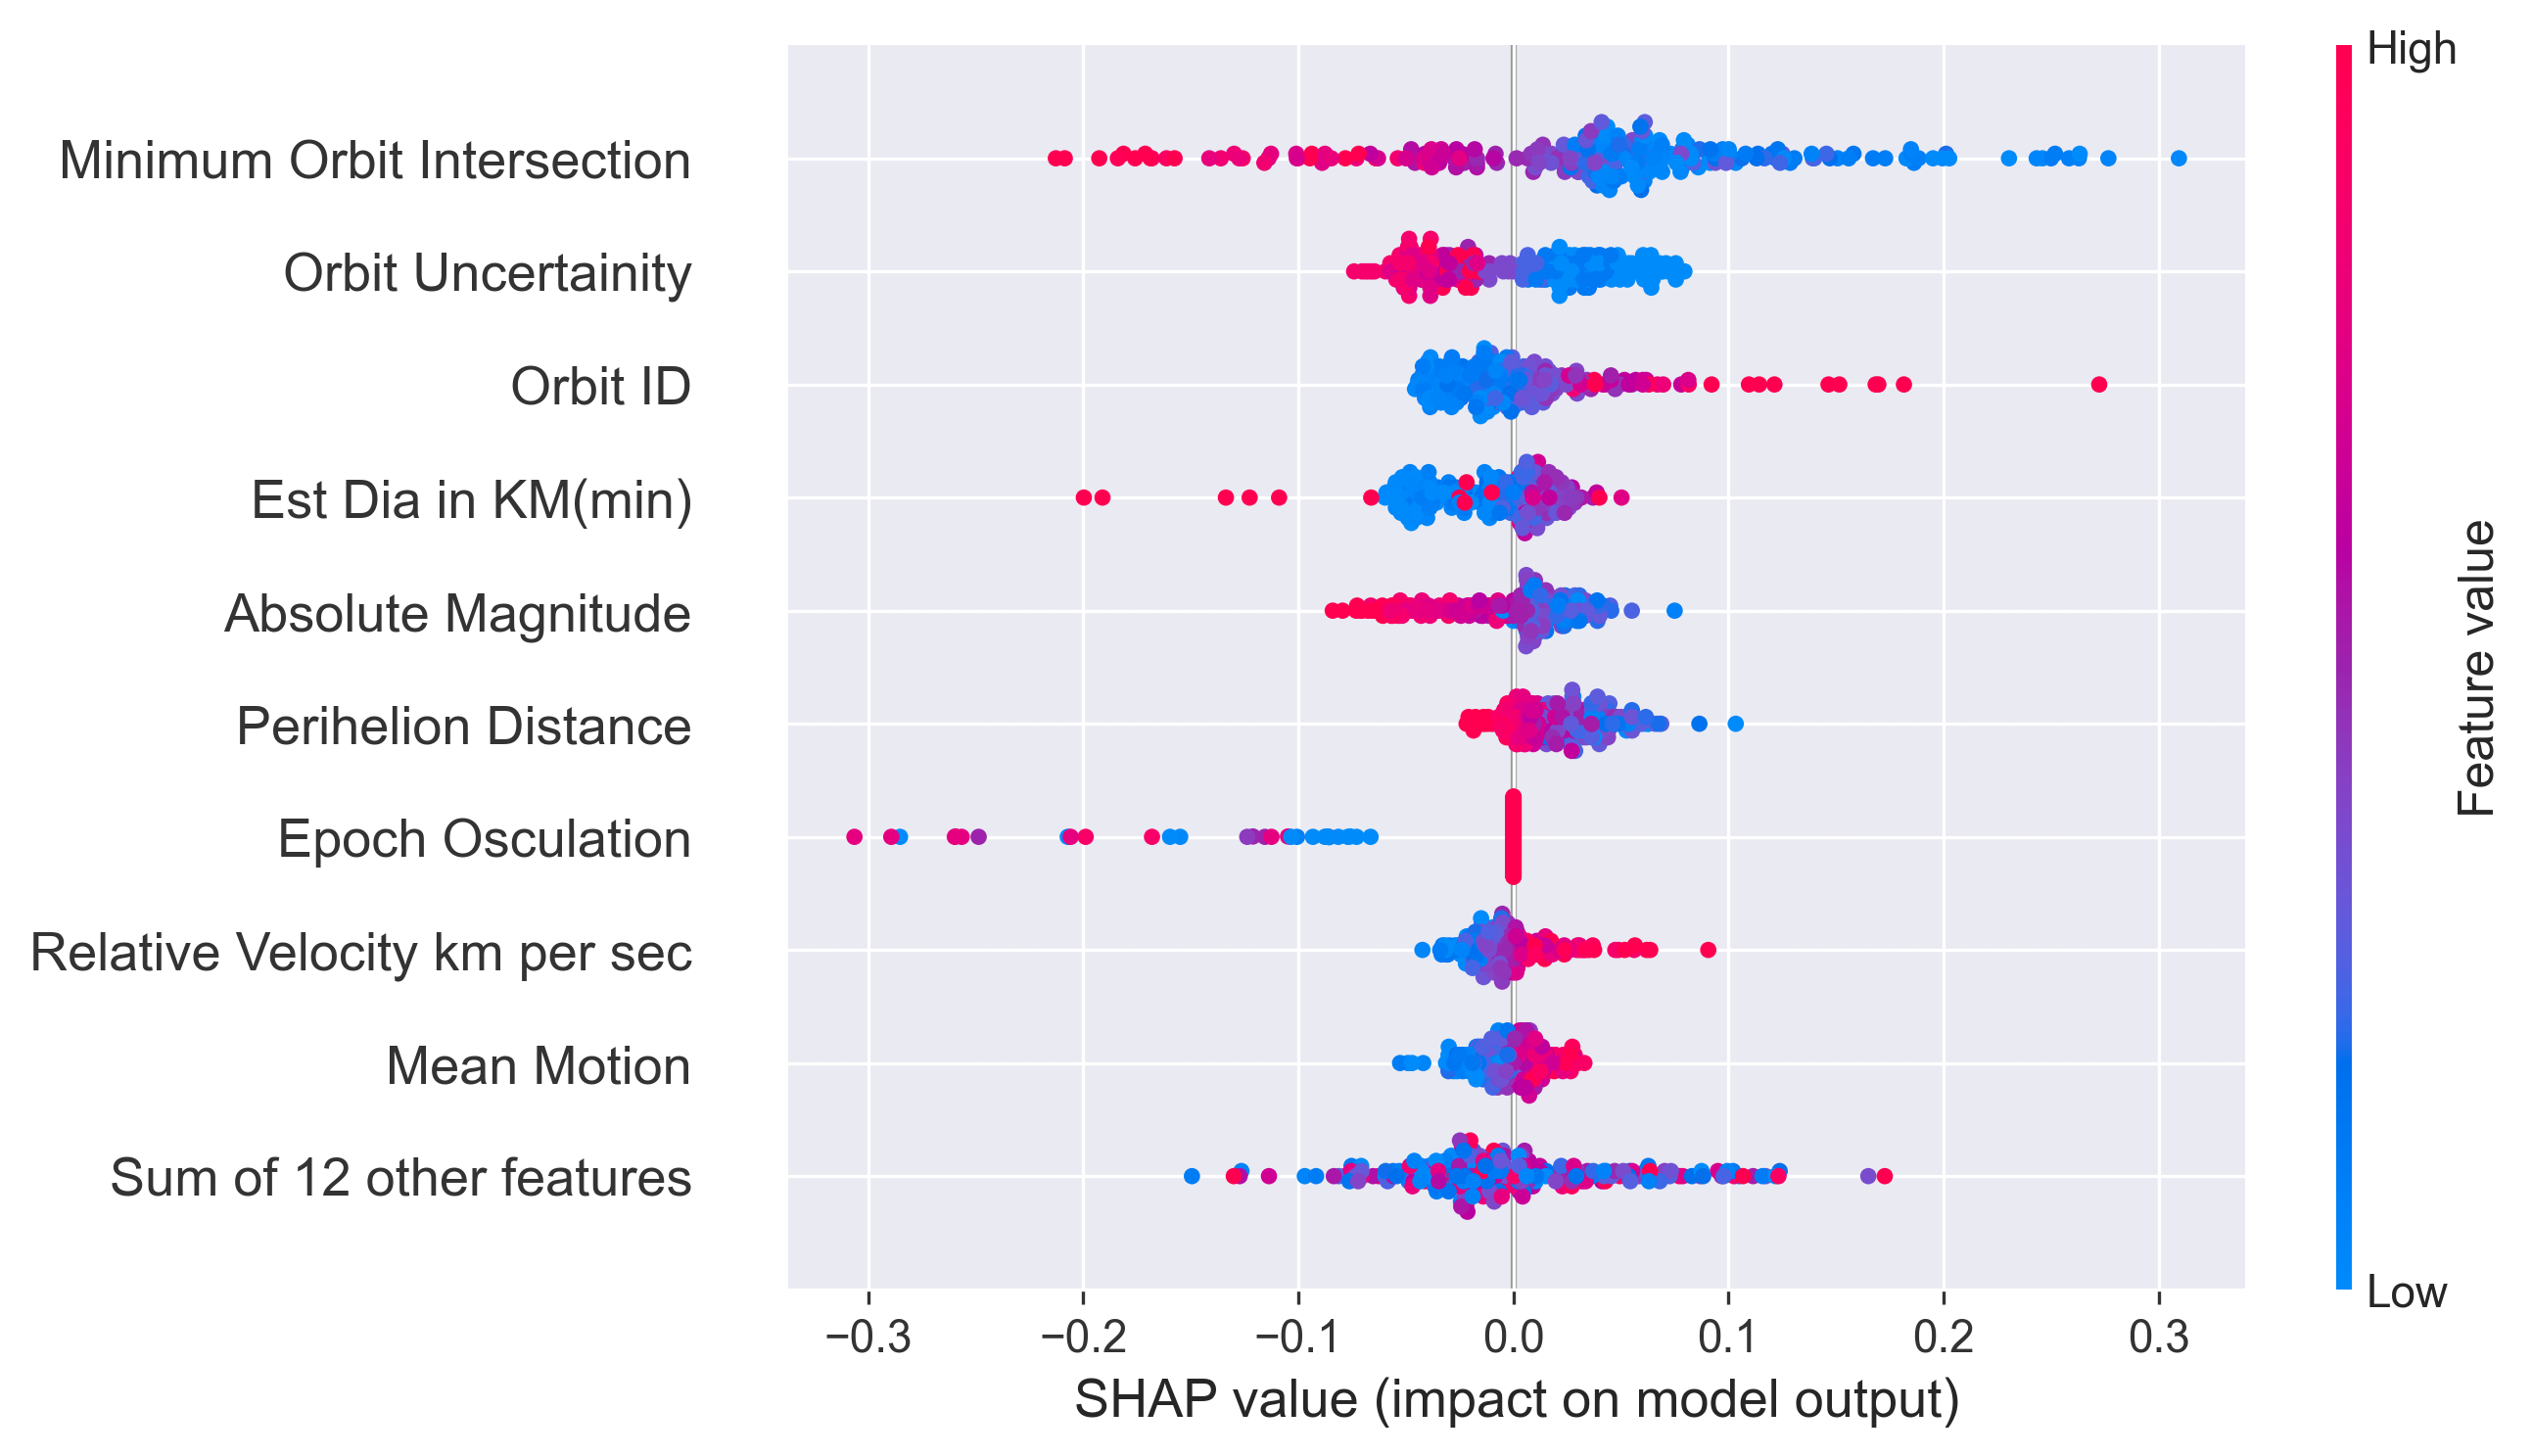 High
Minimum Orbit Intersection
Orbit Uncertainity
Orbit ID
Est Dia in KM(min)
Absolute Magnitude
Perihelion Distance
Epoch Osculation
Relative Velocity km per sec
Mean Motion
Sum of 12 other features
Feature value
Low
−0.3 −0.2 −0.1 0.0 0.1 0.2 0.3
SHAP value (impact on model output)